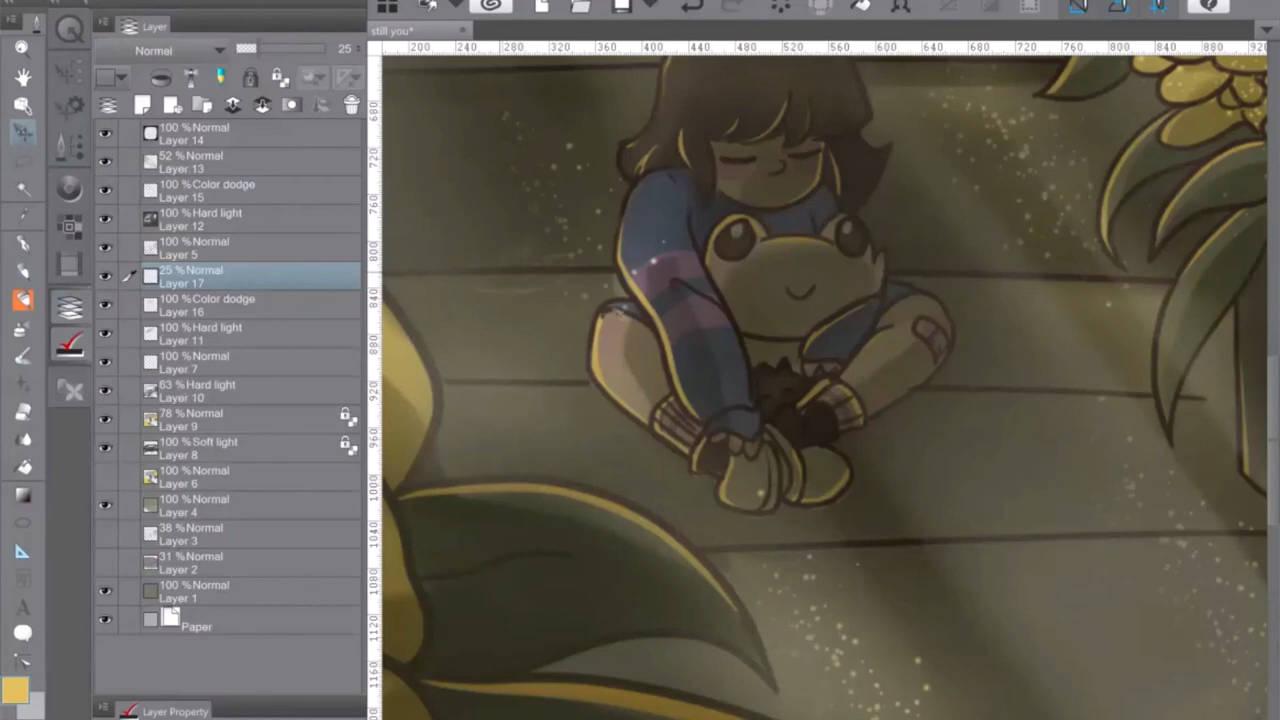 Layer
Normal
25
still you*
200 240 280 320 360 400 440 480 520 560 600 640 680 720 760 800 840 880 920
680
720
760
800
840
880
920
960
1000
1040
1080
1120
1160
100 %Normal
Layer 14
52 %Normal
Layer 13
100 %Color dodge
Layer 15
100 %Hard light
Layer 12
100 %Normal
Layer 5
25 %Normal
Layer 17
100 %Color dodge
Layer 16
100 %Hard light
Layer 11
100 %Normal
Layer 7
63 %Hard light
Layer 10
78 %Normal
Layer 9
100 %Soft light
Layer 8
100 %Normal
Layer 6
100 %Normal
Layer 4
38 %Normal
Layer 3
31 %Normal
Layer 2
100 %Normal
Layer 1
Paper
Layer Property